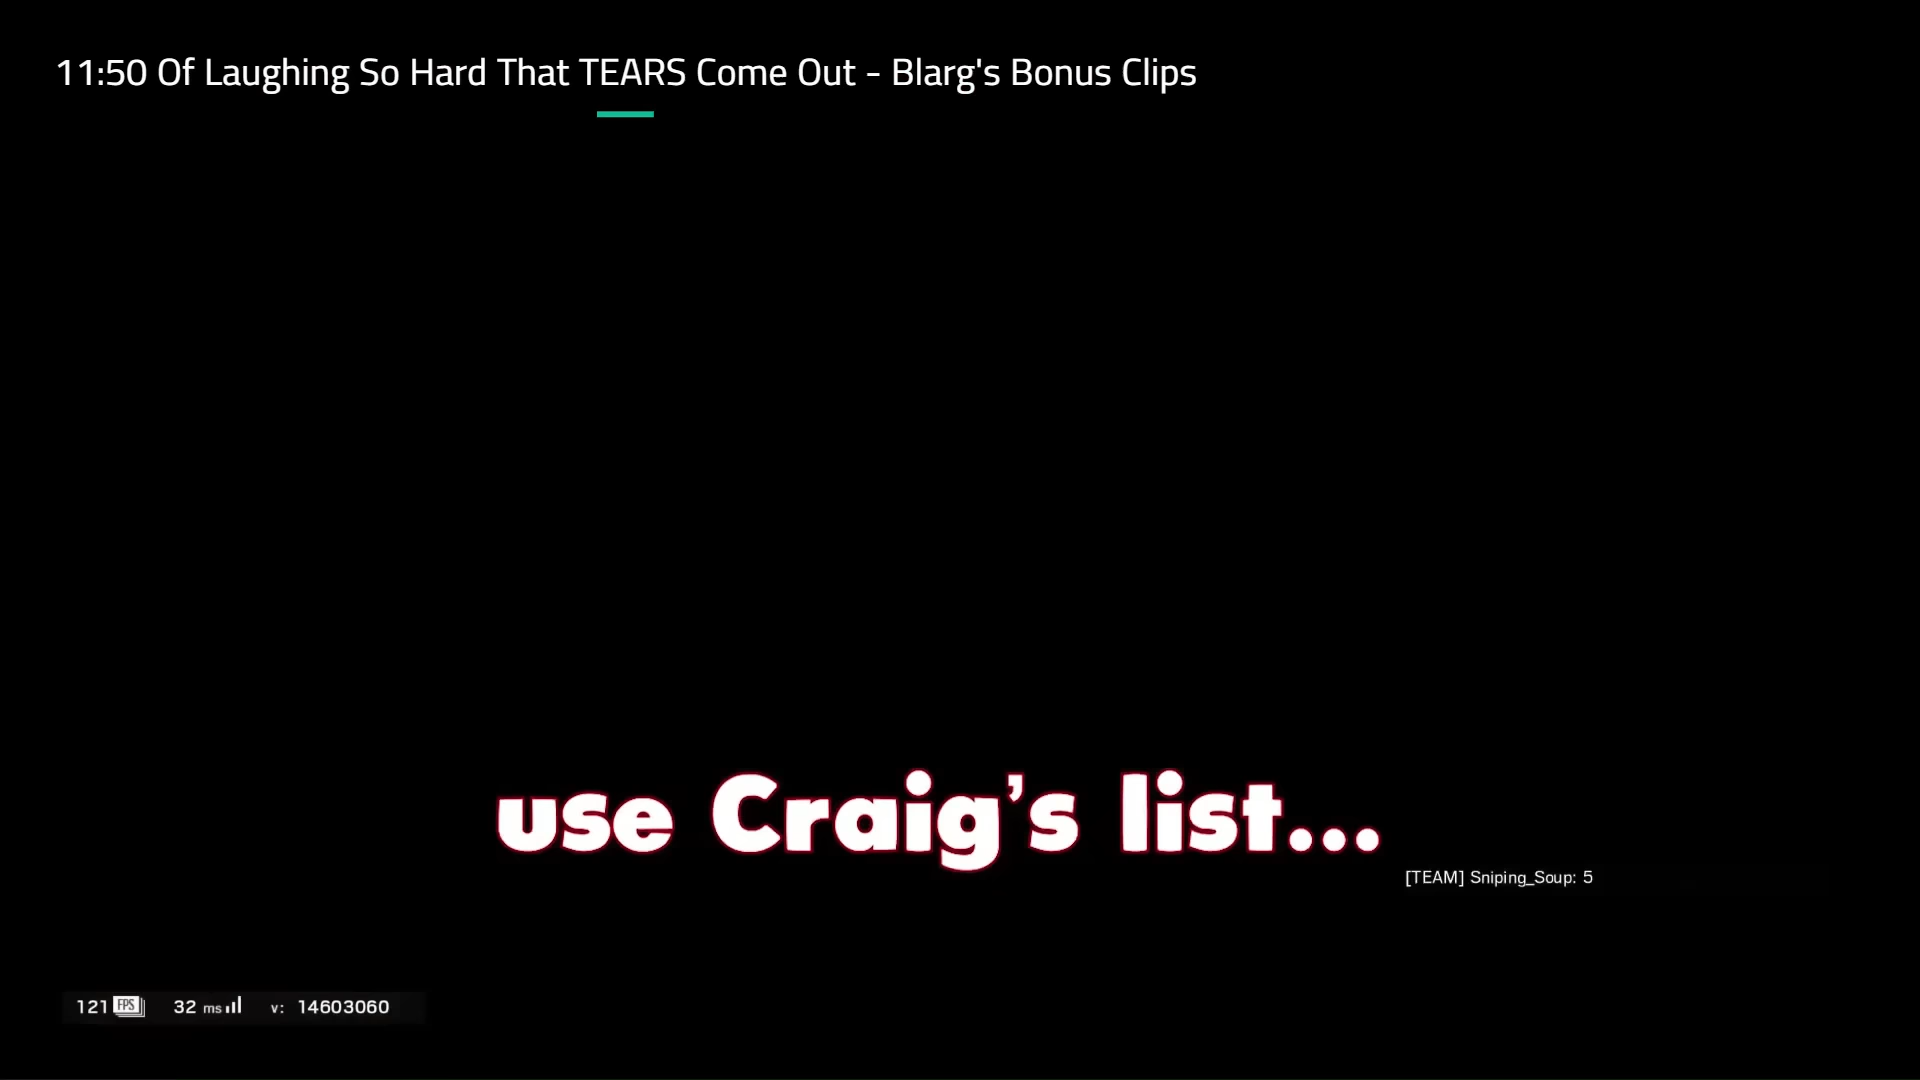 11:50 Of Laughing So Hard That TEARS Come Out - Blarg's Bonus Clips
use Craig's list...
[TEAM] Sniping_Soup: 5
121 FPS 32 ms v: 14603060